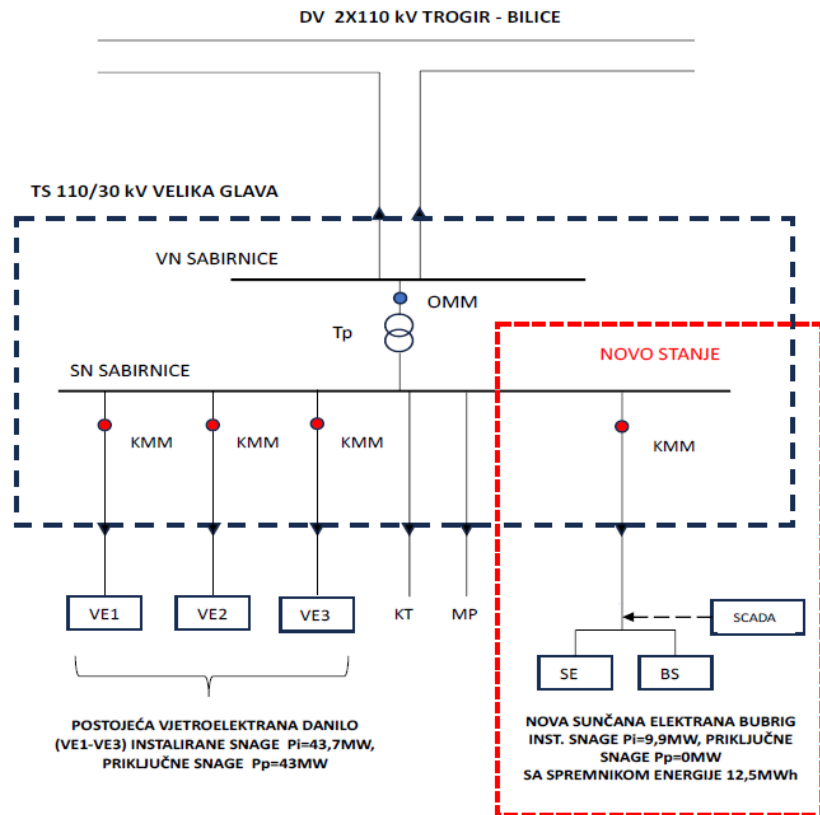 DV 2X110 kV TROGIR - BILICE
TS 110/30 kV VELIKA GLAVA
VN SABIRNICE
OMM
Tp
NOVO STANJE
SN SABIRNICE
KMM
KMM
KMM
KMM
VE1
VE2
VE3
KT
MP
SCADA
SE
BS
POSTOJEĆA VJETROELEKTRANA DANILO
(VE1-VE3) INSTALIRANE SNAGE Pi=43,7MW,
PRIKLJUČNE SNAGE Pp=43MW
NOVA SUNČANA ELEKTRANA BUBRIG
INST. SNAGE Pi=9,9MW, PRIKLJUČNE
SNAGE Pp=0MW
SA SPREMNIKOM ENERGIJE 12,5MWh